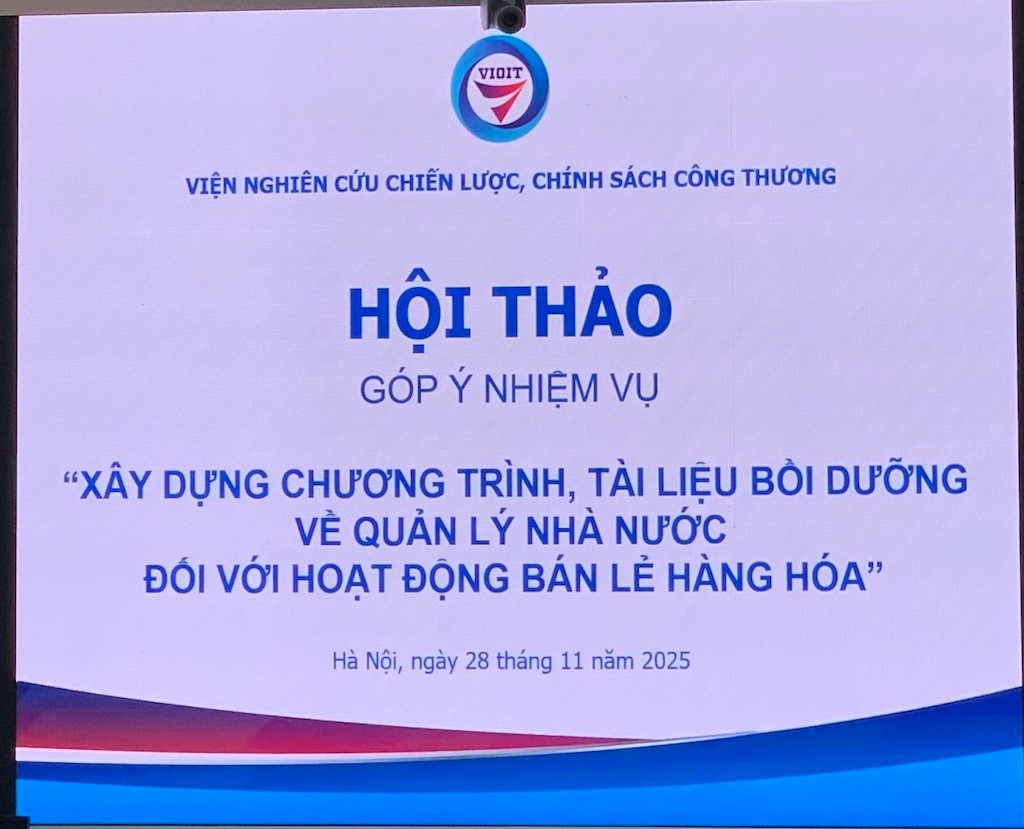 VIOIT
VIỆN NGHIÊN CỨU CHIẾN LƯỢC, CHÍNH SÁCH CÔNG THƯƠNG
HỘI THẢO
GÓP Ý NHIỆM VỤ
“XÂY DỰNG CHƯƠNG TRÌNH, TÀI LIỆU BỒI DƯỠNG
VỀ QUẢN LÝ NHÀ NƯỚC
ĐỐI VỚI HOẠT ĐỘNG BÁN LẺ HÀNG HÓA”
Hà Nội, ngày 28 tháng 11 năm 2025